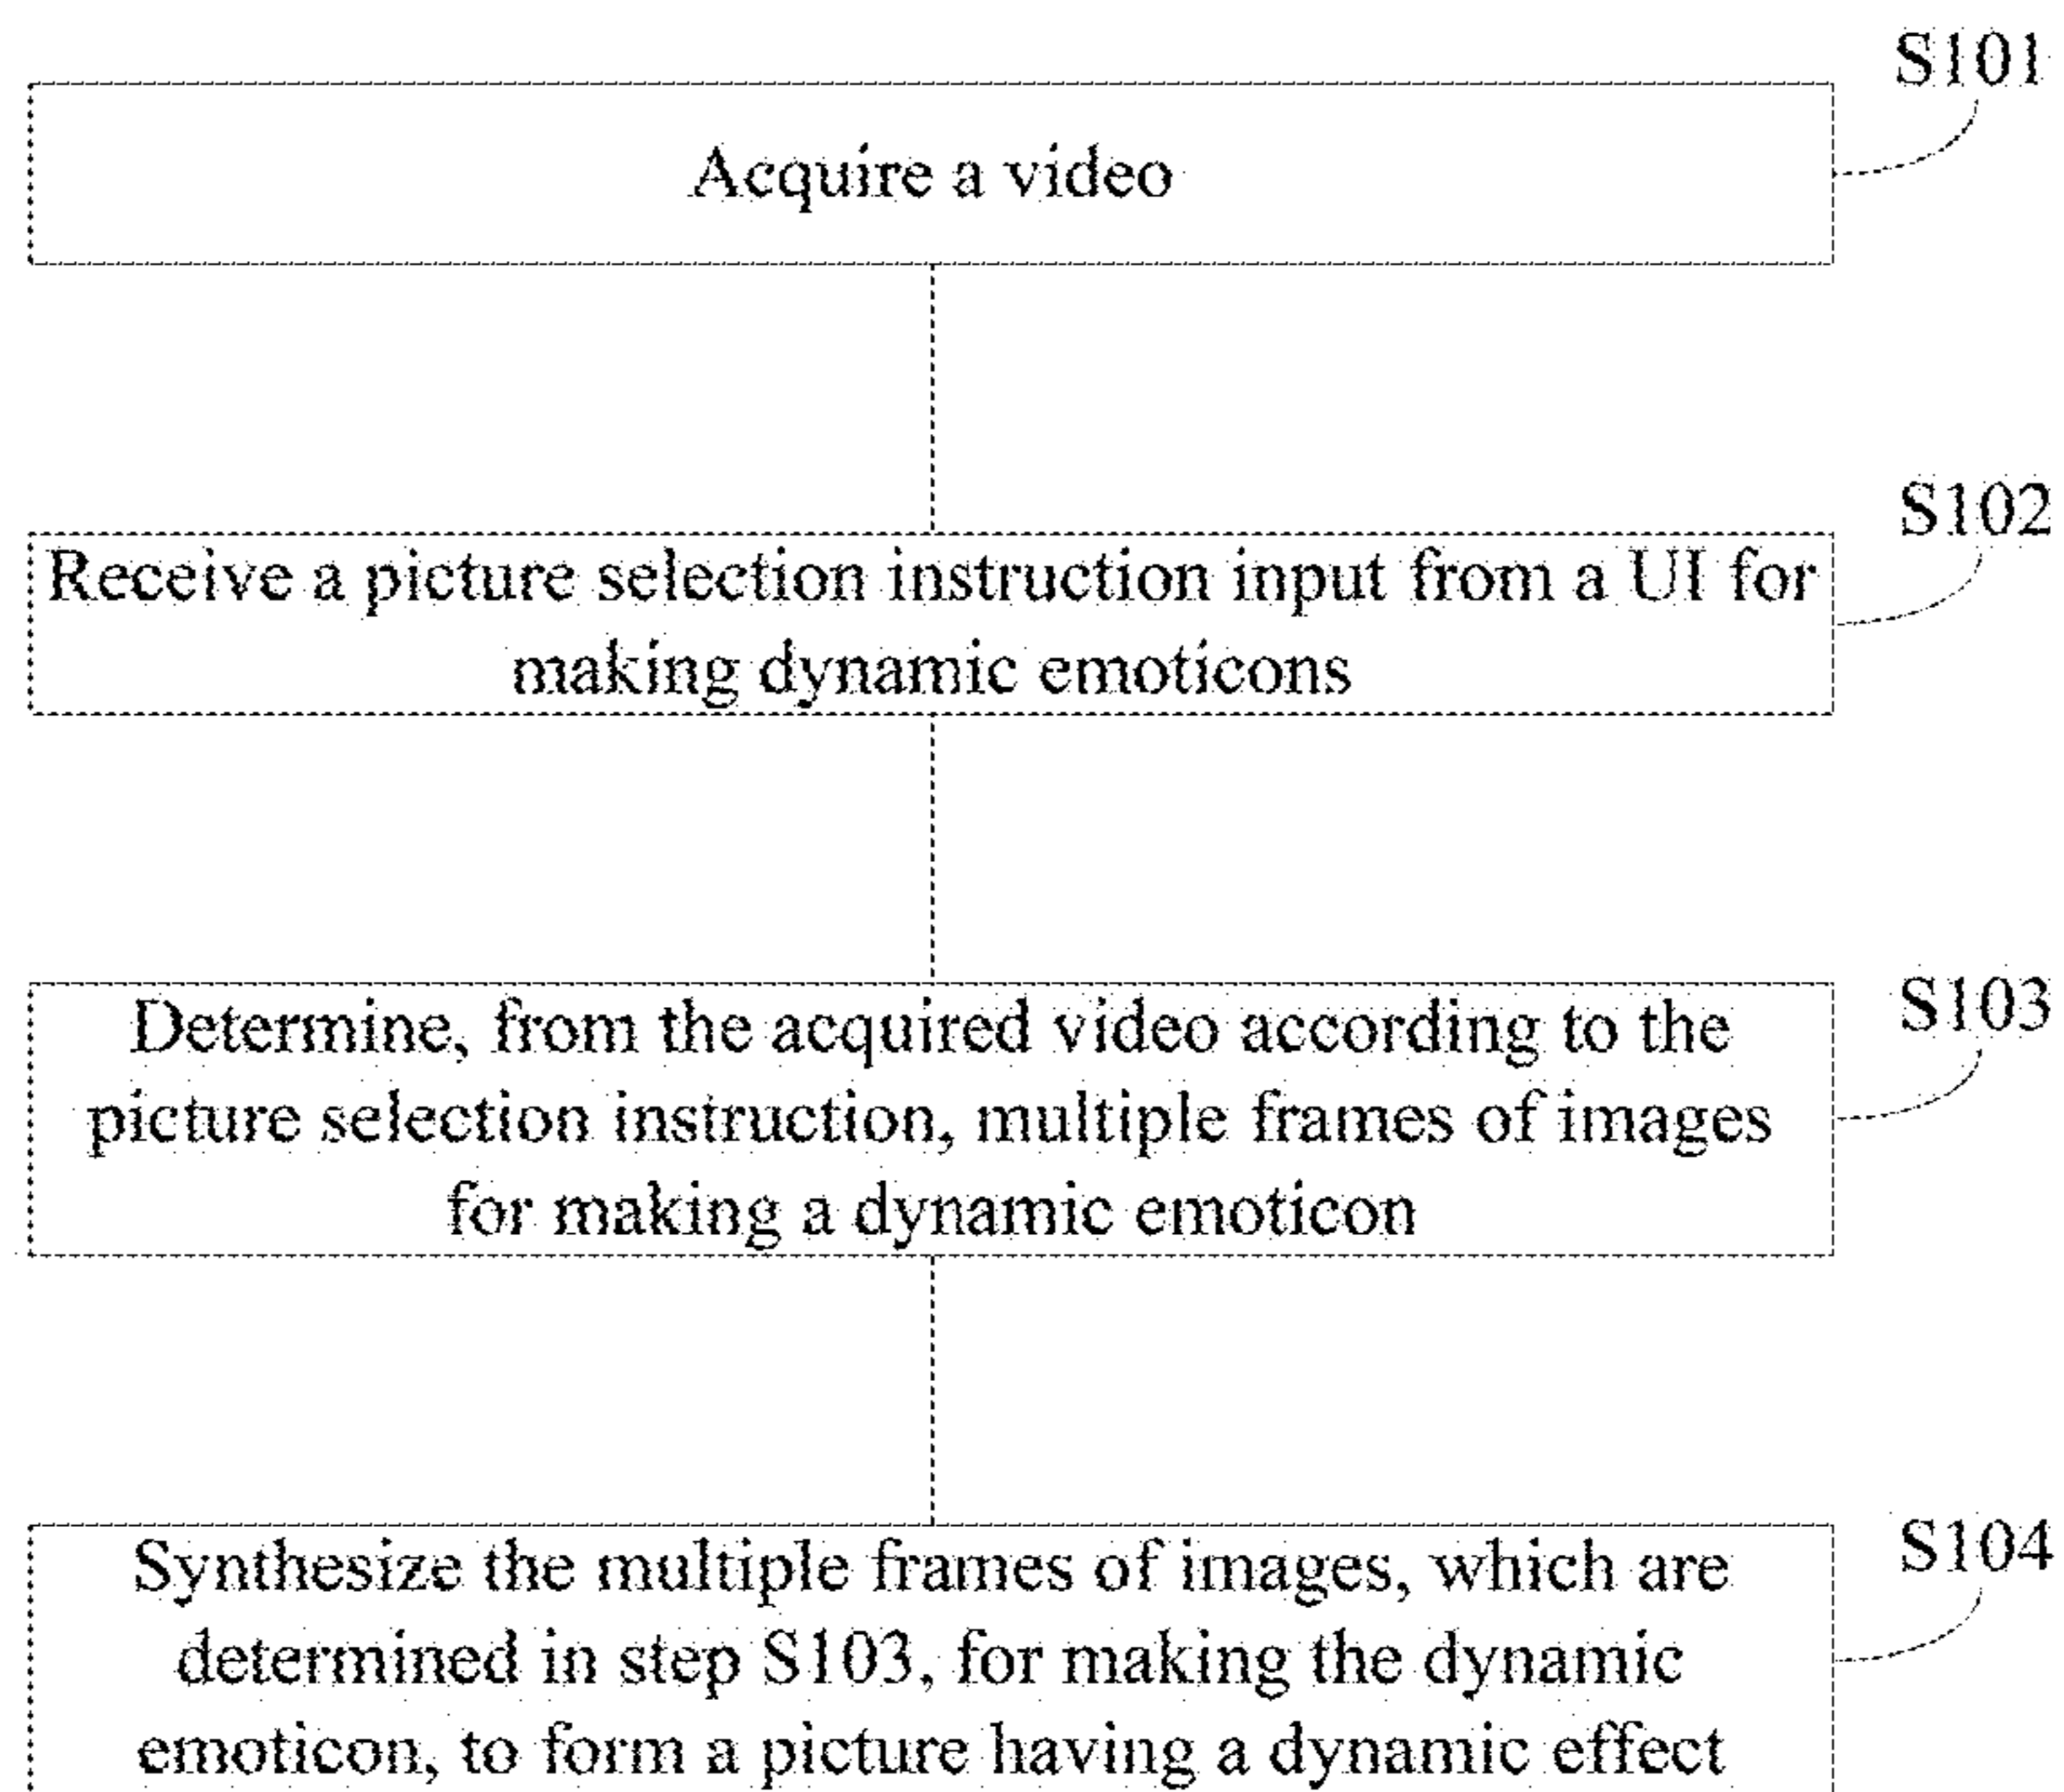 S101
Acquire a video
S102
Receive a picture selection instruction input from a UI for
making dynamic emoticons
S103
Determine, from the acquired video according to the
picture selection instruction, multiple frames of images
for making a dynamic emoticon
S104
Synthesize the multiple frames of images, which are
determined in step S103, for making the dynamic
emoticon, to form a picture having a dynamic effect